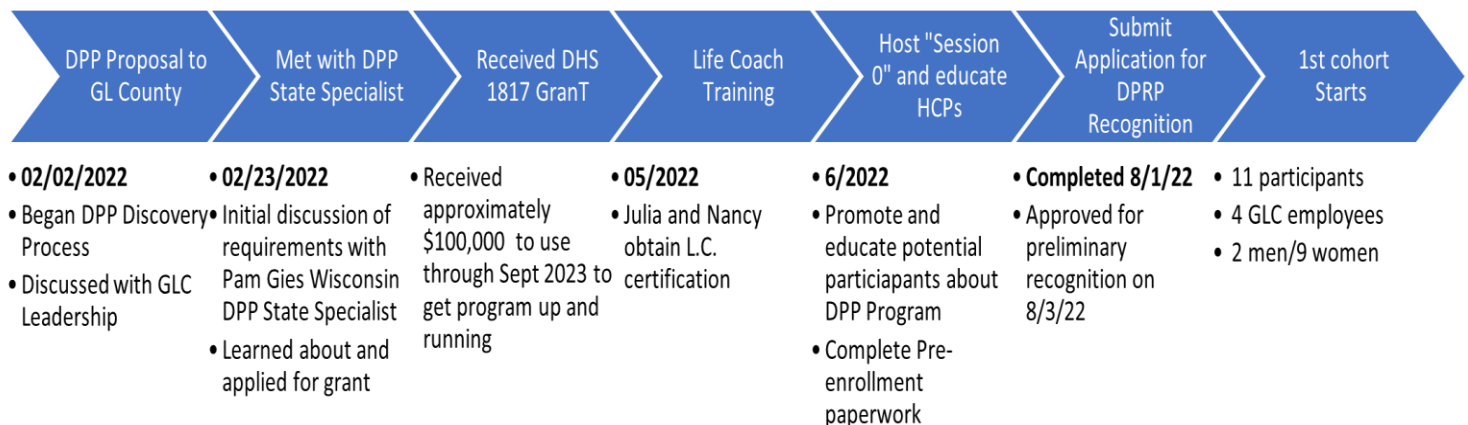 DPP Proposal to
GL County
Met with DPP
State Specialist
Received DHS
1817 GranT
Life Coach
Training
Host "Session
0" and educate
HCPs
Submit
Application for
DPRP
Recognition
1st cohort
Starts
• 02/02/2022
• Began DPP Discovery
Process
• Discussed with GLC
Leadership
• 02/23/2022
• Initial discussion of
requirements with
Pam Gies Wisconsin
DPP State Specialist
• Learned about and
applied for grant
• Received
approximately
$100,000 to use
through Sept 2023 to
get program up and
running
• 05/2022
• Julia and Nancy
obtain L.C.
certification
• 6/2022
• Promote and
educate potential
particiapants about
DPP Program
• Complete Pre-
enrollment
paperwork
• Completed 8/1/22
• Approved for
preliminary
recognition on
8/3/22
• 11 participants
• 4 GLC employees
• 2 men/9 women